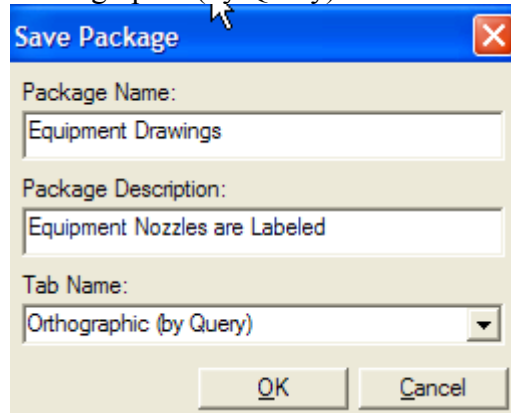 Save Package
Package Name:
Equipment Drawings
Package Description:
Equipment Nozzles are Labeled
Tab Name:
Orthographic (by Query)
OK
Cancel